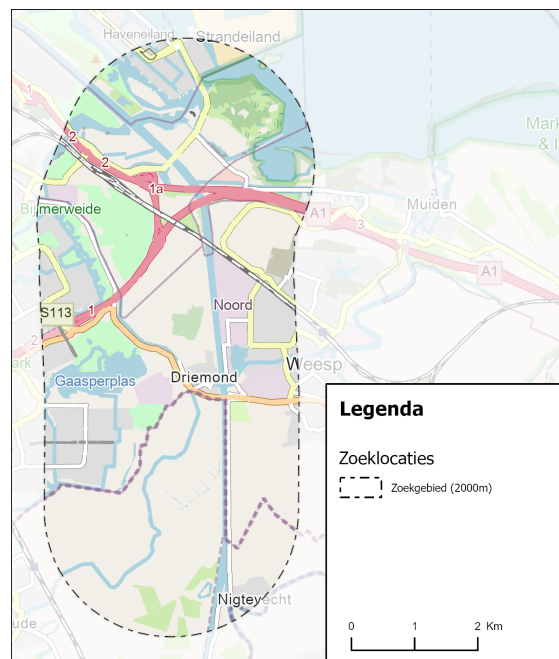 Haveneiland
Strandeiland
1
2
2
1a
Mark
& I
Bijlmerweide
Muiden
A1
3
A1
S113
1
2
Noord
Weesp
Gaasperplas
Driemond
Nigtevecht
Legenda
Zoeklocaties
Zoekgebied (2000m)
0 1 2 Km